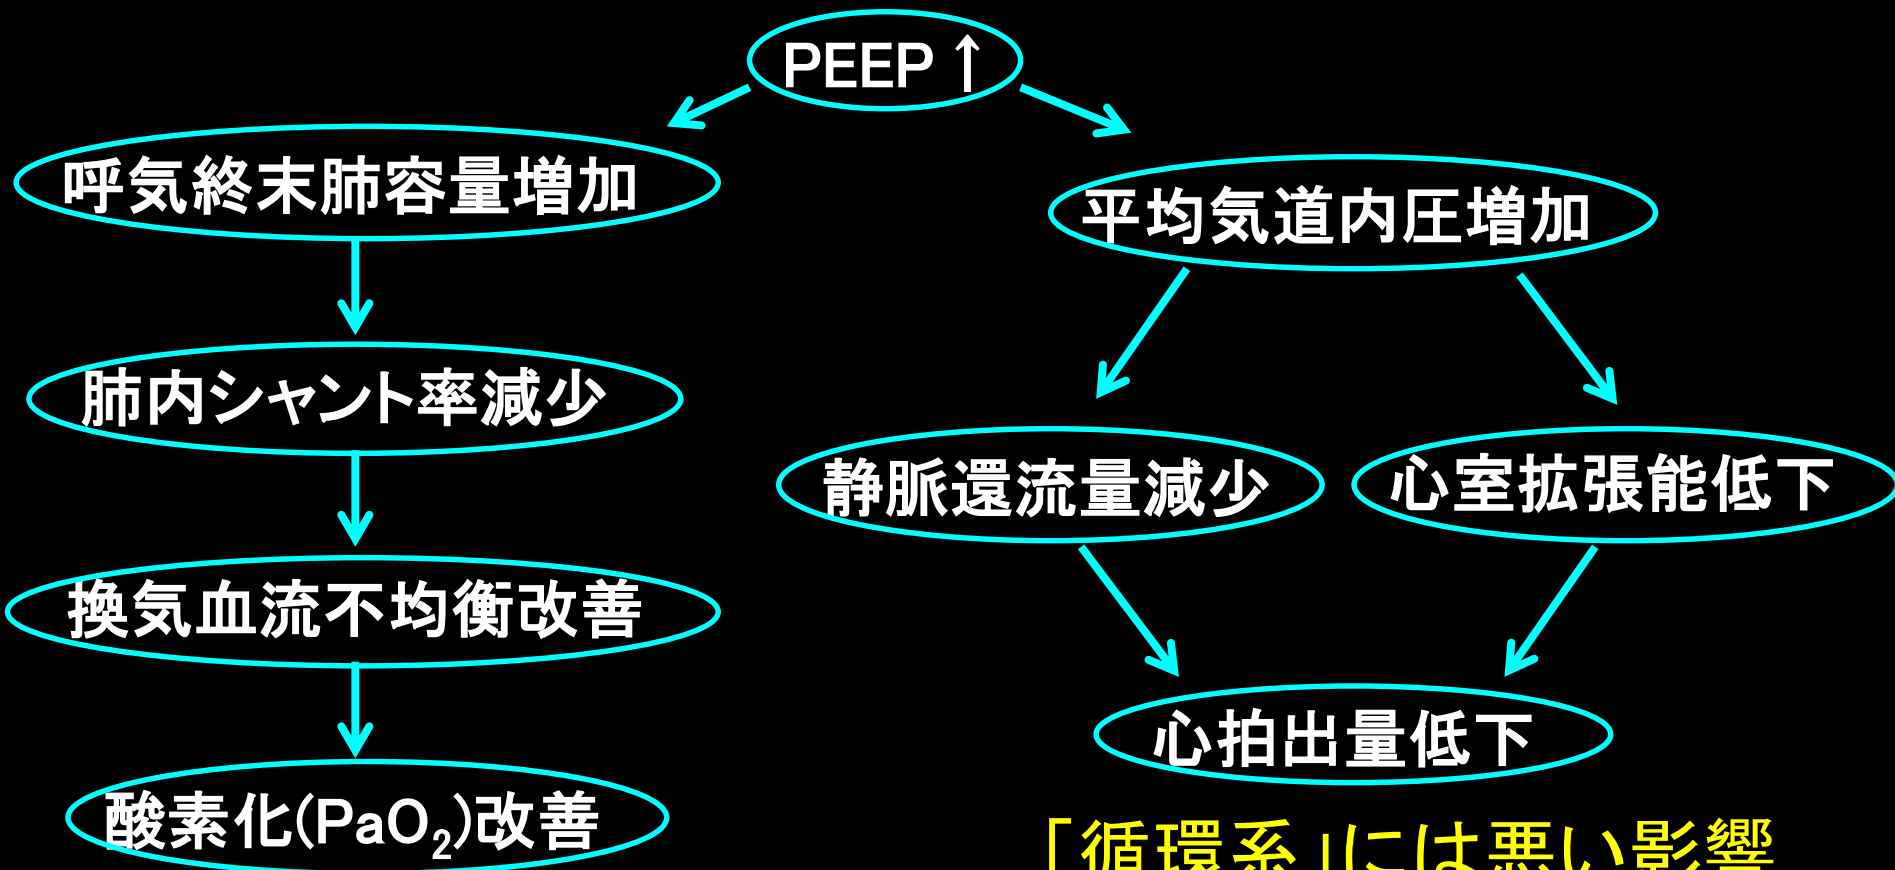 PEEP↑
呼気終末肺容量増加
平均気道内圧増加
肺内シャント率減少
静脈還流量減少
心室拡張能低下
換気血流不均衡改善
心拍出量低下
酸素化(PaO₂)改善
「循環系」には悪い影響